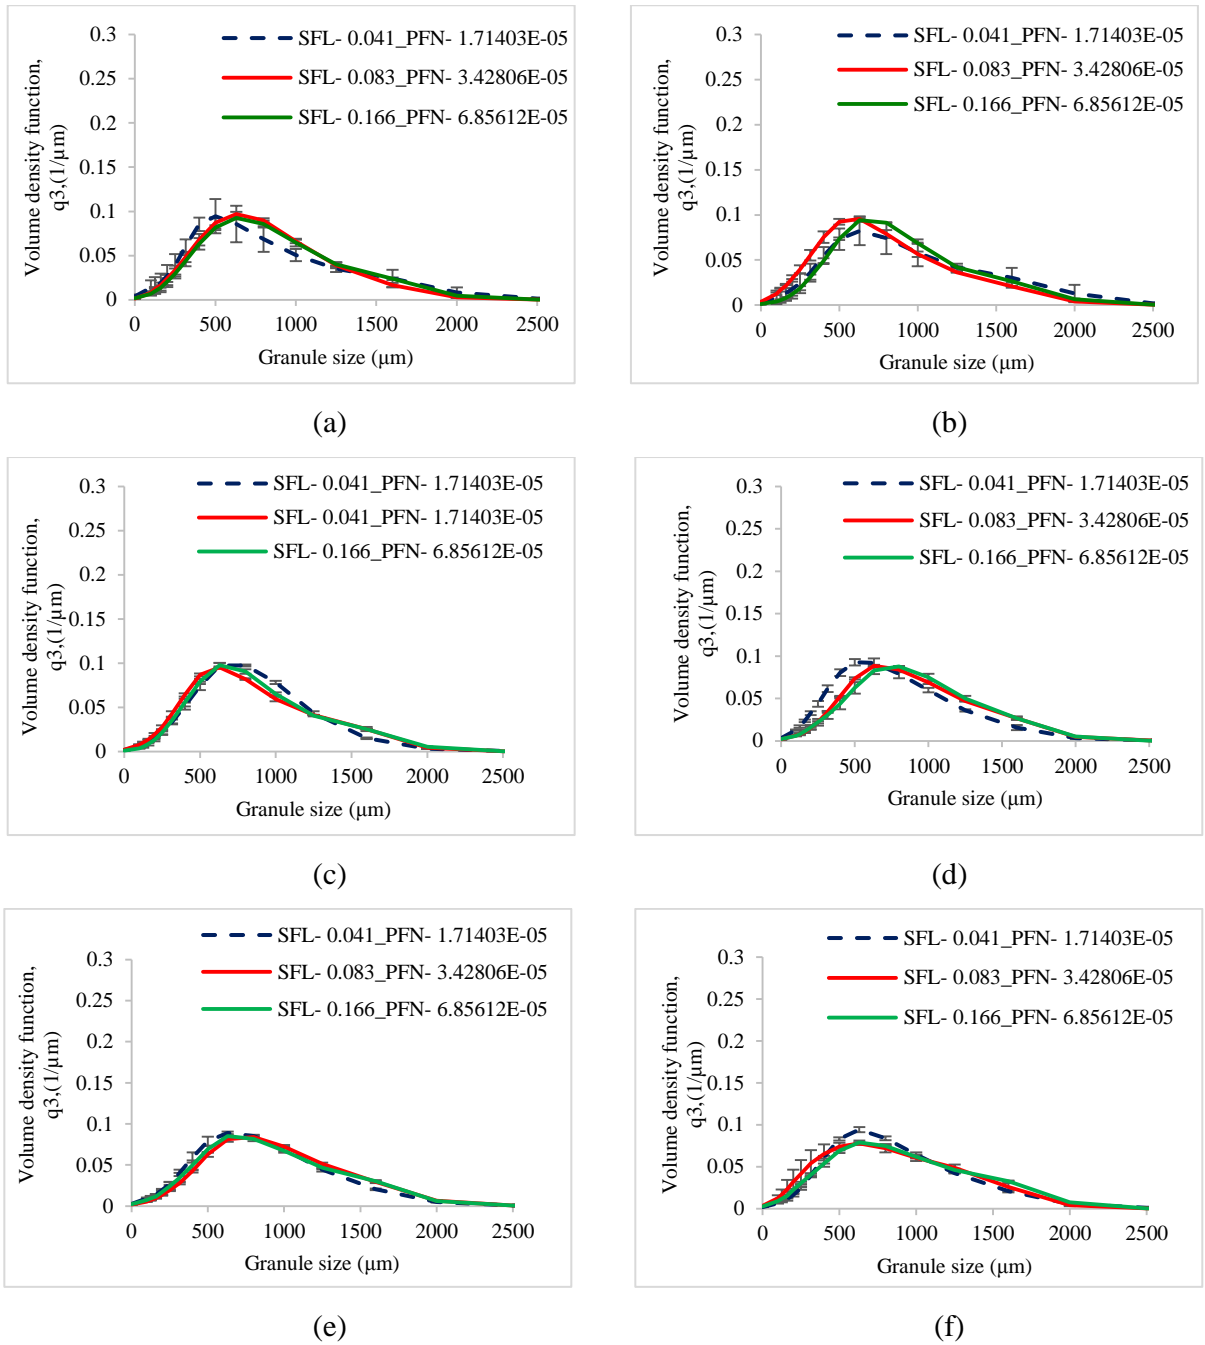 SFL- 0.041_PFN- 1.71403E-05
SFL- 0.083_PFN- 3.42806E-05
SFL- 0.166_PFN- 6.85612E-05
Volume density function,
q3,(1/µm)
0.3
0.25
0.2
0.15
0.1
0.05
0
0 500 1000 1500 2000 2500
Granule size (µm)
(a)
SFL- 0.041_PFN- 1.71403E-05
SFL- 0.083_PFN- 3.42806E-05
SFL- 0.166_PFN- 6.85612E-05
Volume density function,
q3,(1/µm)
0.3
0.25
0.2
0.15
0.1
0.05
0
0 500 1000 1500 2000 2500
Granule size (µm)
(b)
SFL- 0.041_PFN- 1.71403E-05
SFL- 0.041_PFN- 1.71403E-05
SFL- 0.166_PFN- 6.85612E-05
Volume density function,
q3,(1/µm)
0.3
0.25
0.2
0.15
0.1
0.05
0
0 500 1000 1500 2000 2500
Granule size (µm)
(c)
SFL- 0.041_PFN- 1.71403E-05
SFL- 0.083_PFN- 3.42806E-05
SFL- 0.166_PFN- 6.85612E-05
Volume density function,
q3,(1/µm)
0.3
0.25
0.2
0.15
0.1
0.05
0
0 500 1000 1500 2000 2500
Granule size (µm)
(d)
SFL- 0.041_PFN- 1.71403E-05
SFL- 0.083_PFN- 3.42806E-05
SFL- 0.166_PFN- 6.85612E-05
Volume density function,
q3,(1/µm)
0.3
0.25
0.2
0.15
0.1
0.05
0
0 500 1000 1500 2000 2500
Granule size (µm)
(e)
SFL- 0.041_PFN- 1.71403E-05
SFL- 0.083_PFN- 3.42806E-05
SFL- 0.166_PFN- 6.85612E-05
Volume density function,
q3,(1/µm)
0.3
0.25
0.2
0.15
0.1
0.05
0
0 500 1000 1500 2000 2500
Granule size (µm)
(f)